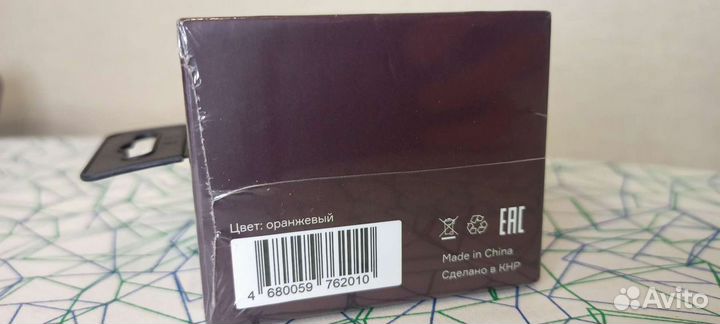 Цвет: оранжевый
4 680059 762010
EAC
Made in China
Сделано в КНР
Avito